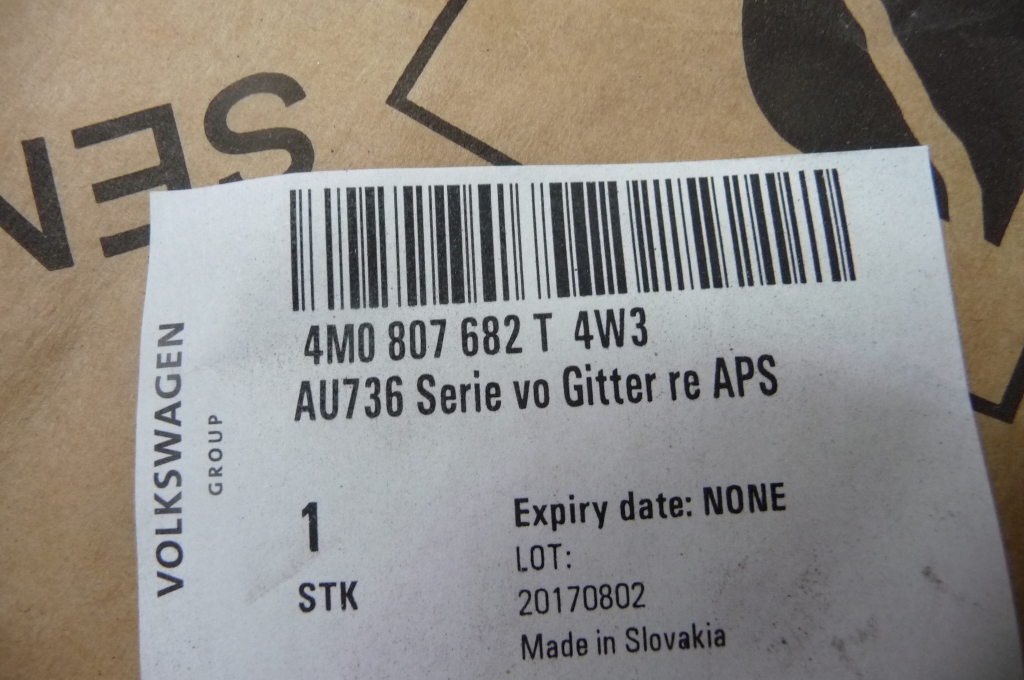 SEV
VOLKSWAGEN
GROUP
4M0 807 682 T 4W3
AU736 Serie vo Gitter re APS
1
STK
Expiry date: NONE
LOT:
20170802
Made in Slovakia